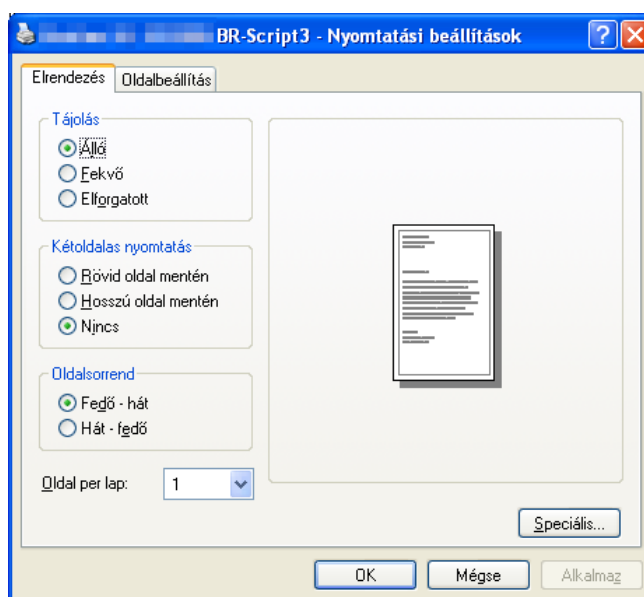 BR-Script3 - Nyomtatási beállítások
Elrendezés
Oldalbeállítás
Tájolás
Álló
Fekvő
Elforgatott
Kétoldalas nyomtatás
Rövid oldal mentén
Hosszú oldal mentén
Nincs
Oldalsorrend
Fedő - hát
Hát - fedő
Oldal per lap: 1
Speciális...
OK Mégse Alkalmaz